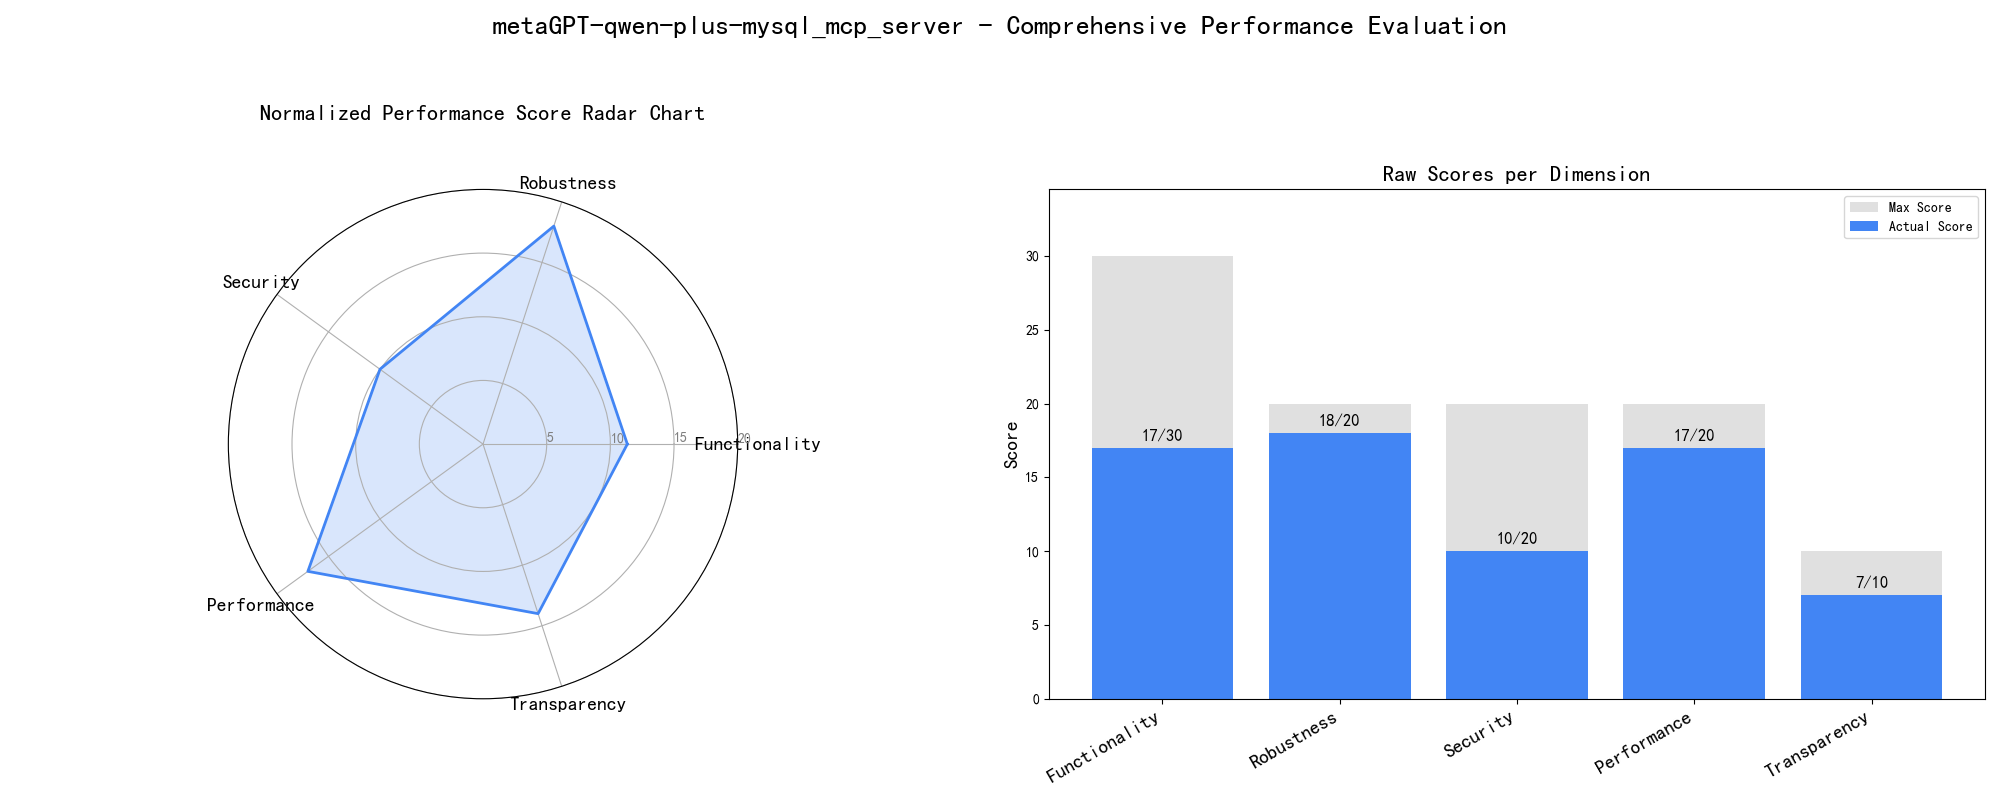 metaGPT-qwen-plus-mysql_mcp_server - Comprehensive Performance Evaluation
Normalized Performance Score Radar Chart
Robustness
Security
5
10
15
20
Functionality
Performance
Transparency
Raw Scores per Dimension
Max Score
Actual Score
Score
30
25
20
15
10
5
0
17/30
18/20
10/20
17/20
7/10
Functionality
Robustness
Security
Performance
Transparency